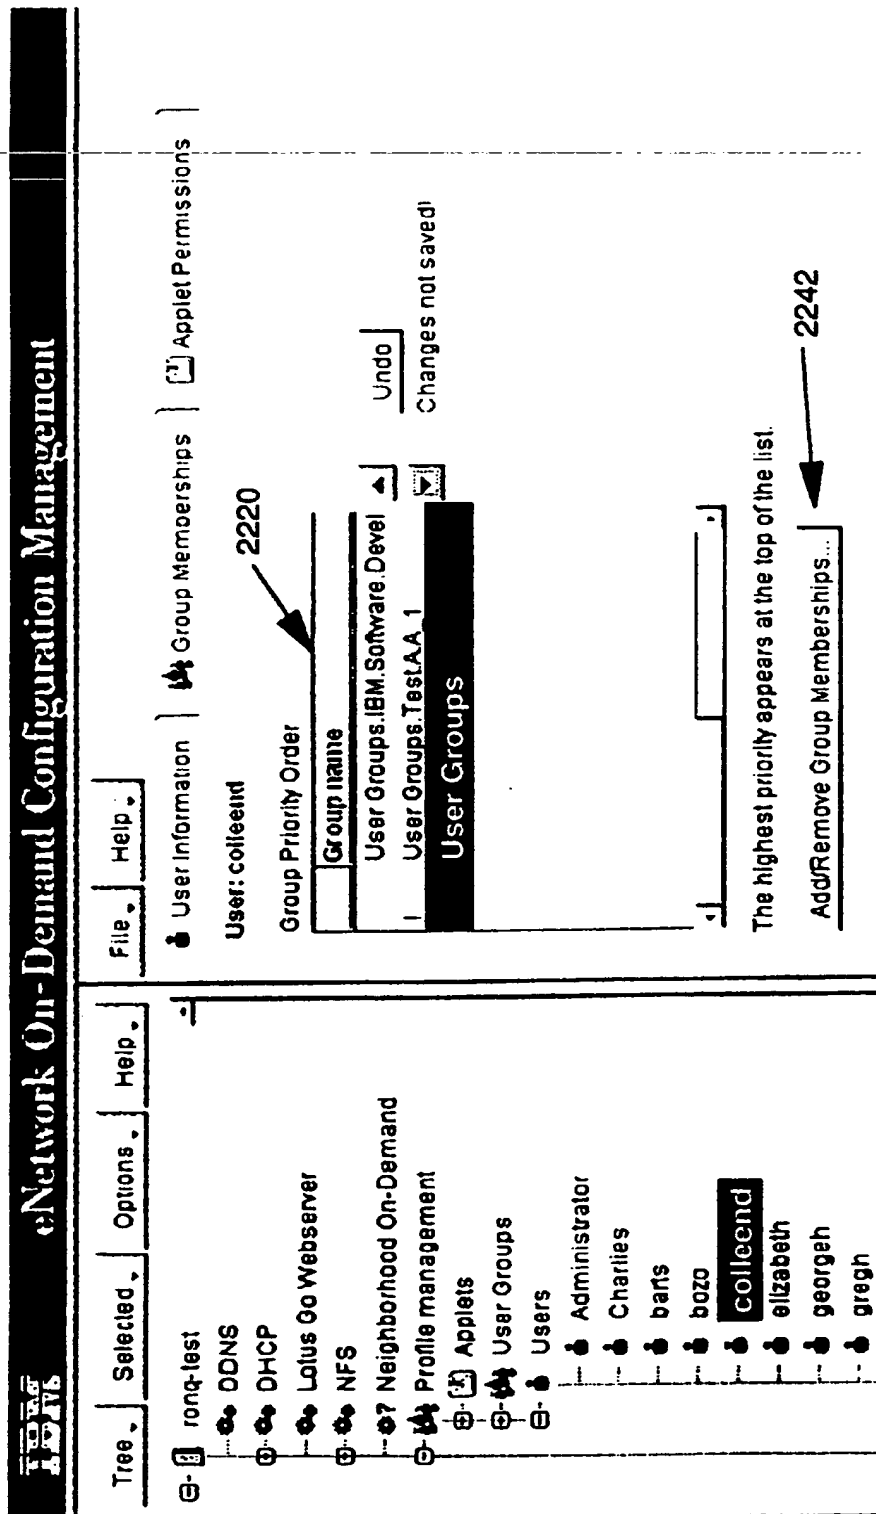 IBM eNetwork On-Demand Configuration Management
Tree Selected Options Help
ronq-test
DDNS
DHCP
Lotus Go Webserver
NFS
Neighborhood On-Demand
Profile management
Applets
User Groups
Users
Administrator
Charlies
barts
bozo
colleend
elizabeth
georgeh
gregh
File Help
User Information Group Memberships Applet Permissions
User: colleend
Group Priority Order
2220
Group name
User Groups.IBM.Software.Devel
User Groups.Test.AA_1
User Groups
Undo
Changes not saved!
The highest priority appears at the top of the list.
Add/Remove Group Memberships...
2242